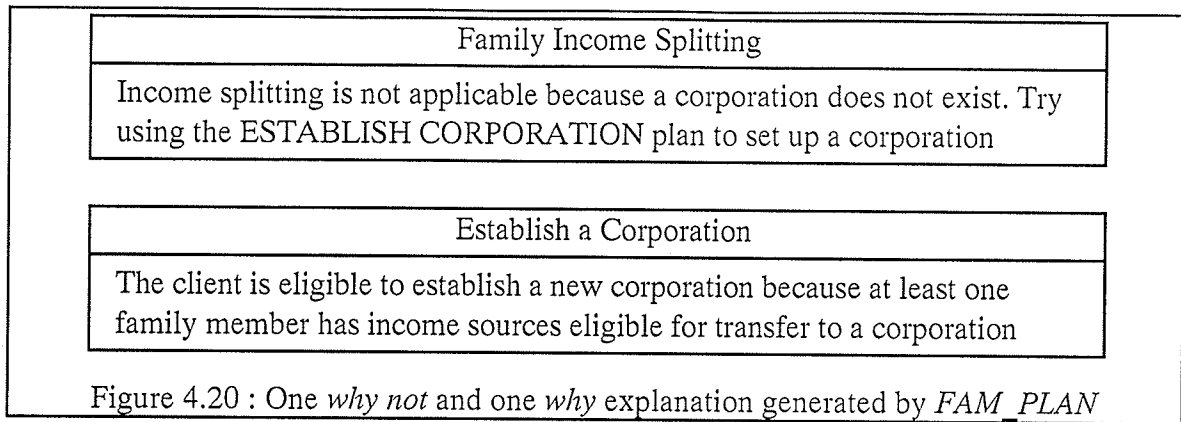 Family Income Splitting
Income splitting is not applicable because a corporation does not exist. Try
using the ESTABLISH CORPORATION plan to set up a corporation
Establish a Corporation
The client is eligible to establish a new corporation because at least one
family member has income sources eligible for transfer to a corporation
Figure 4.20 : One why not and one why explanation generated by FAM_PLAN